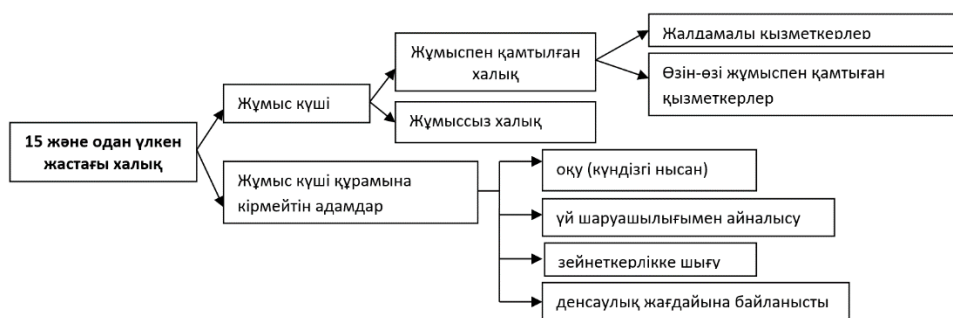 15 және одан үлкен
жастағы халық
Жұмыс күші
Жұмыспен қамтылған
халық
Жалдамалы қызметкерлер
Өзін-өзі жұмыспен қамтыған
қызметкерлер
Жұмыссыз халық
Жұмыс күші құрамына
кірмейтін адамдар
оқу (күндізгі нысан)
үй шаруашылығымен айналысу
зейнеткерлікке шығу
денсаулық жағдайына байланысты